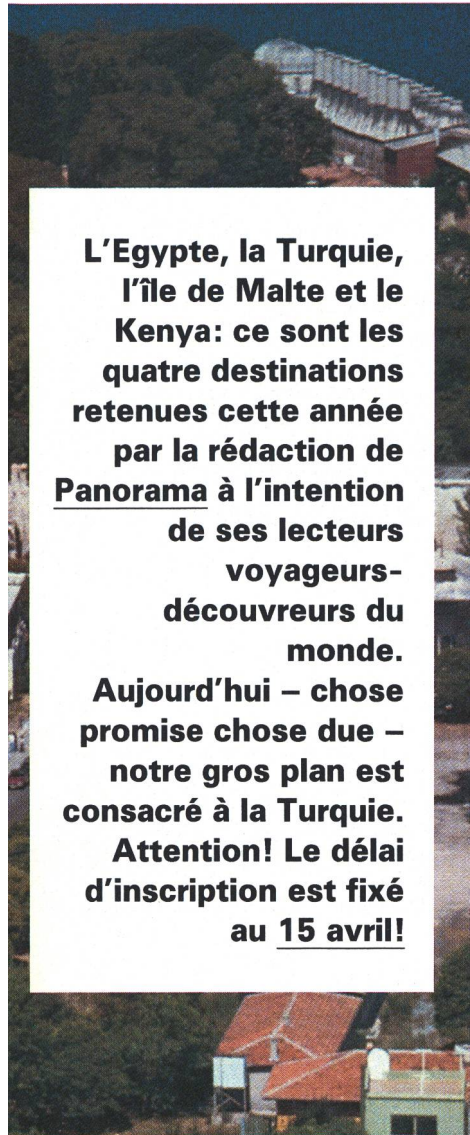 L’Egypte, la Turquie,
l’île de Malte et le
Kenya: ce sont les
quatre destinations
retenues cette année
par la rédaction de
Panorama à l’intention
de ses lecteurs
voyageurs-
découvreurs du
monde.
Aujourd’hui – chose
promise chose due –
notre gros plan est
consacré à la Turquie.
Attention! Le délai
d’inscription est fixé
au 15 avril!